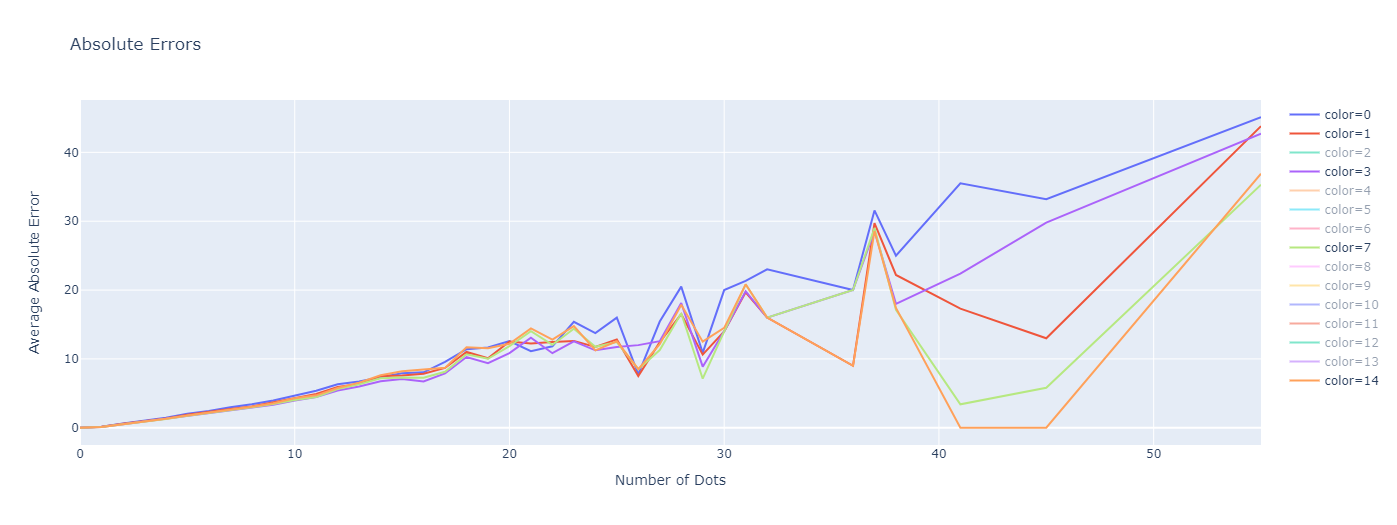 Absolute Errors
Average Absolute Error
40
30
20
10
0
0 10 20 30 40 50
Number of Dots
color=0
color=1
color=2
color=3
color=4
color=5
color=6
color=7
color=8
color=9
color=10
color=11
color=12
color=13
color=14